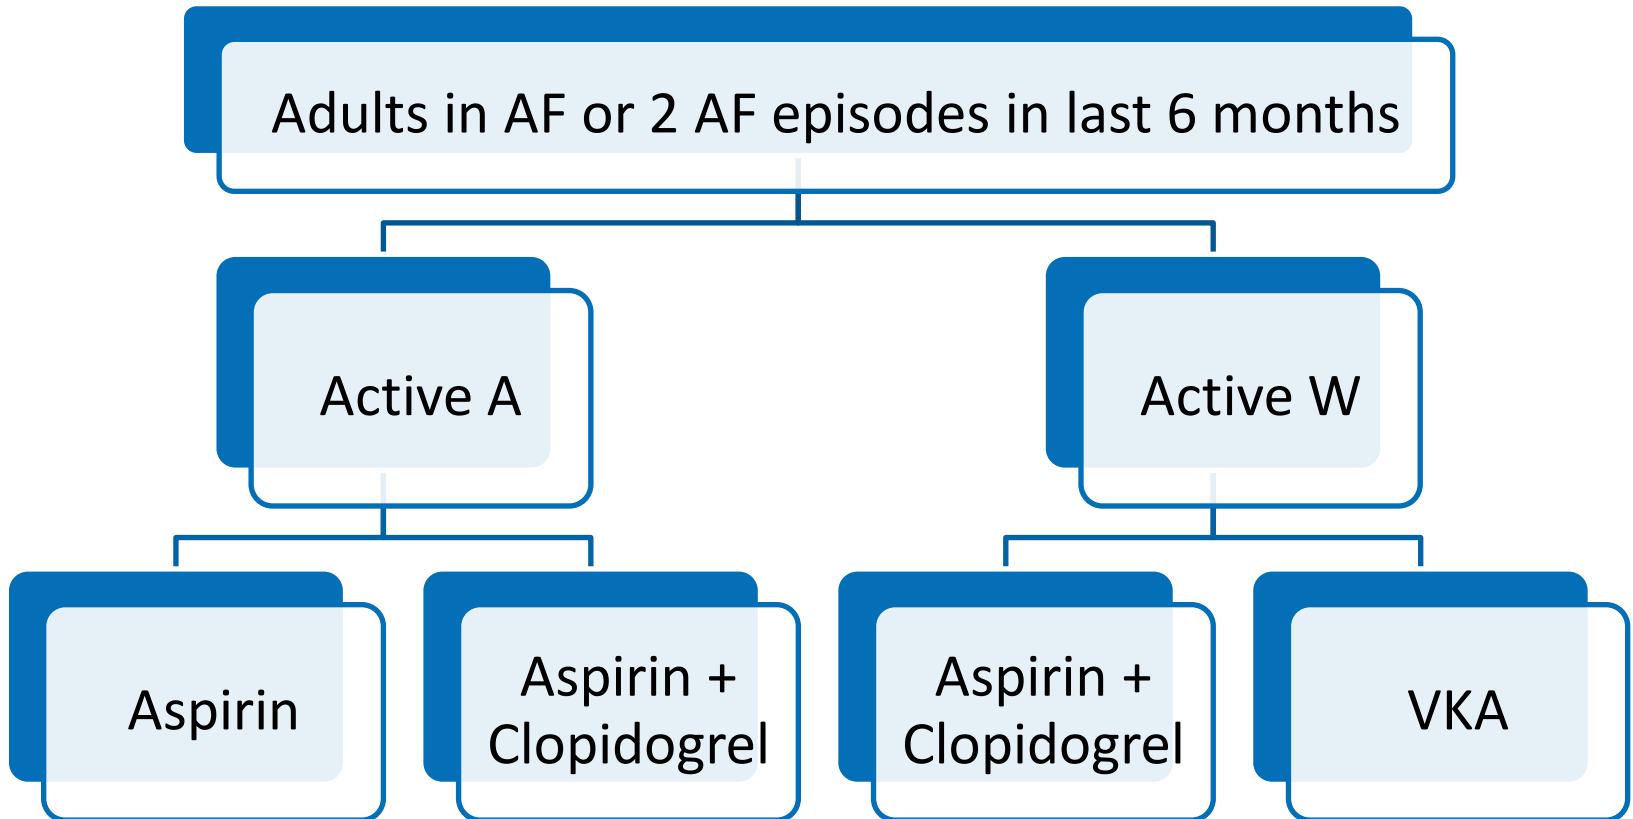 Adults in AF or 2 AF episodes in last 6 months
Active A
Active W
Aspirin
Aspirin +
Clopidogrel
Aspirin +
Clopidogrel
VKA